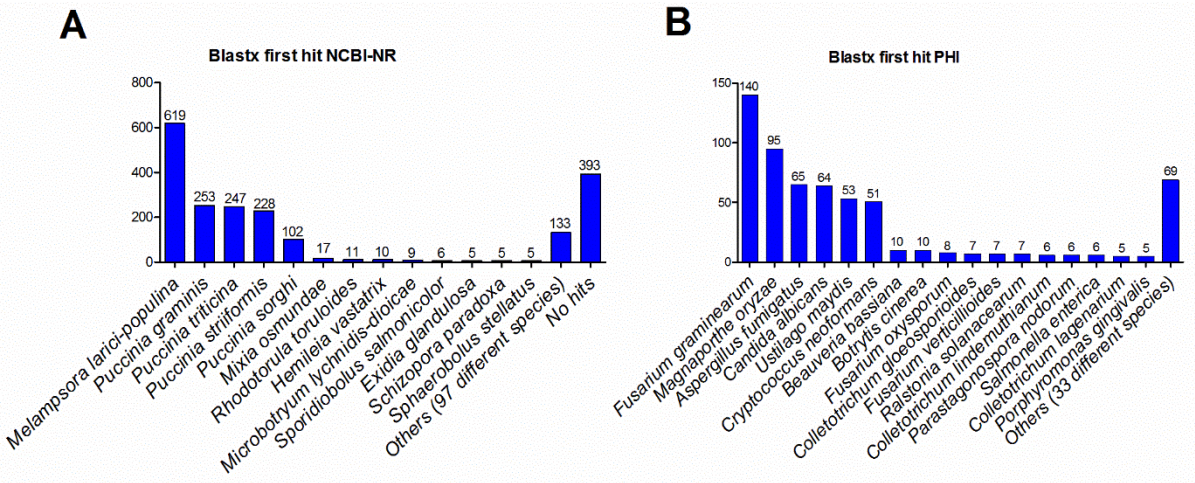 A
Blastx first hit NCBI-NR
800
600
400
200
0
619
253
247
228
102
17
11
10
9
6
5
5
5
133
393
Melampsora larici-populina
Puccinia graminis
Puccinia triticina
Puccinia striiformis
Puccinia sorghi
Mixia osmundae
Rhodotorula toruloides
Hemileia vastatrix
Microbotryum lychnidis-dioicae
Sporidiobolus salmonicolor
Exidia glandulosa
Schizopora paradoxa
Sphaerobolus stellatus
Others (97 different species)
No hits
B
Blastx first hit PHI
150
100
50
0
140
95
65
64
53
51
10
10
8
7
7
7
6
6
6
5
5
69
Fusarium graminearum
Magnaporthe oryzae
Aspergillus fumigatus
Candida albicans
Ustilago maydis
Cryptococcus neoformans
Beauveria bassiana
Botrytis cinerea
Fusarium oxysporum
Colletotrichum gloeosporioides
Fusarium verticillioides
Ralstonia solanacearum
Colletotrichum lindemuthianum
Parastagonospora nodorum
Salmonella enterica
Colletotrichum lagenarium
Porphyromonas gingivalis
Others (33 different species)